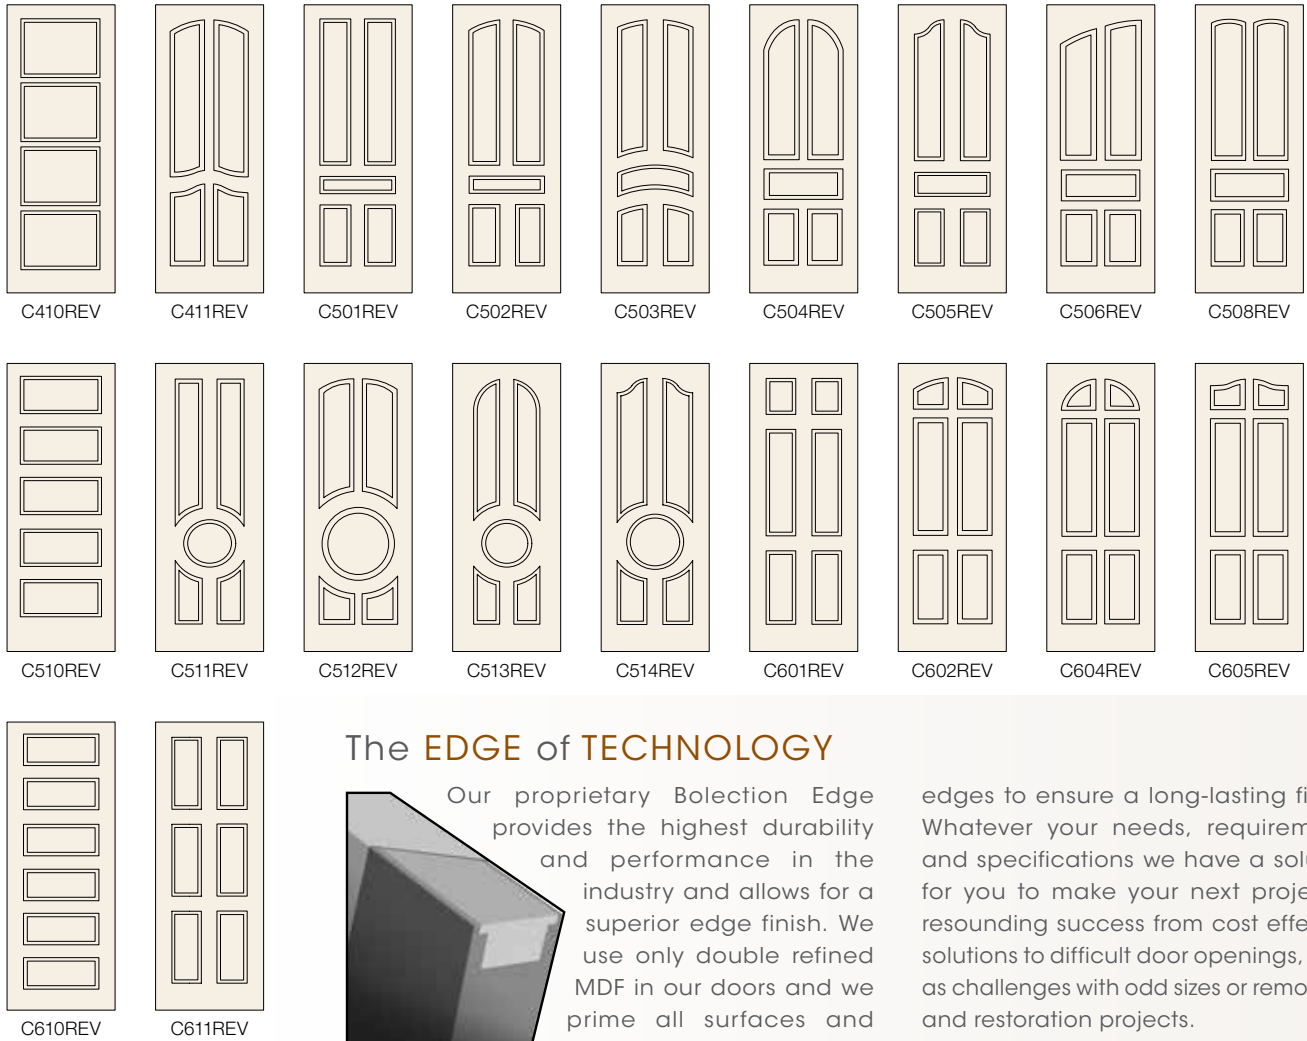 C410REV C411REV C501REV C502REV C503REV C504REV C505REV C506REV C508REV
C510REV C511REV C512REV C513REV C514REV C601REV C602REV C604REV C605REV
C610REV C611REV
The EDGE of TECHNOLOGY
Our proprietary Bolection Edge
provides the highest durability
and performance in the
industry and allows for a
superior edge finish. We
use only double refined
MDF in our doors and we
prime all surfaces and
edges to ensure a long-lasting
Whatever your needs,
and specifications we have a
for you to make your next
resounding success from cost
solutions to difficult door openings,
as challenges with odd sizes or
and restoration projects.